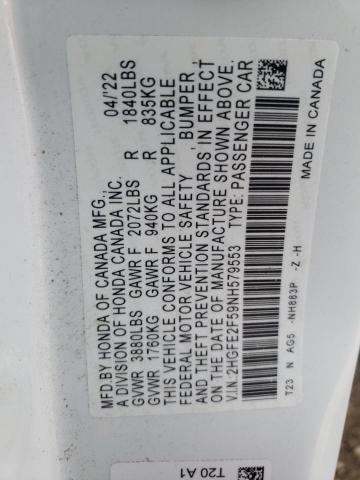 MFD.BY HONDA OF CANADA MFG. 04/'22
A DIVISION OF HONDA CANADA INC.
GVWR 3880LBS GAWR F 2072LBS R 1840LBS
GVWR 1760KG GAWR F 940KG R 835KG
THIS VEHICLE CONFORMS TO ALL APPLICABLE
FEDERAL MOTOR VEHICLE SAFETY, BUMPER,
AND THEFT PREVENTION STANDARDS IN EFFECT
ON THE DATE OF MANUFACTURE SHOWN ABOVE.
V.I.N.:2HGFE2F59NH579553 TYPE: PASSENGER CAR
T23 N AG5 -NH883P -Z -H MADE IN CANADA
T20 A1